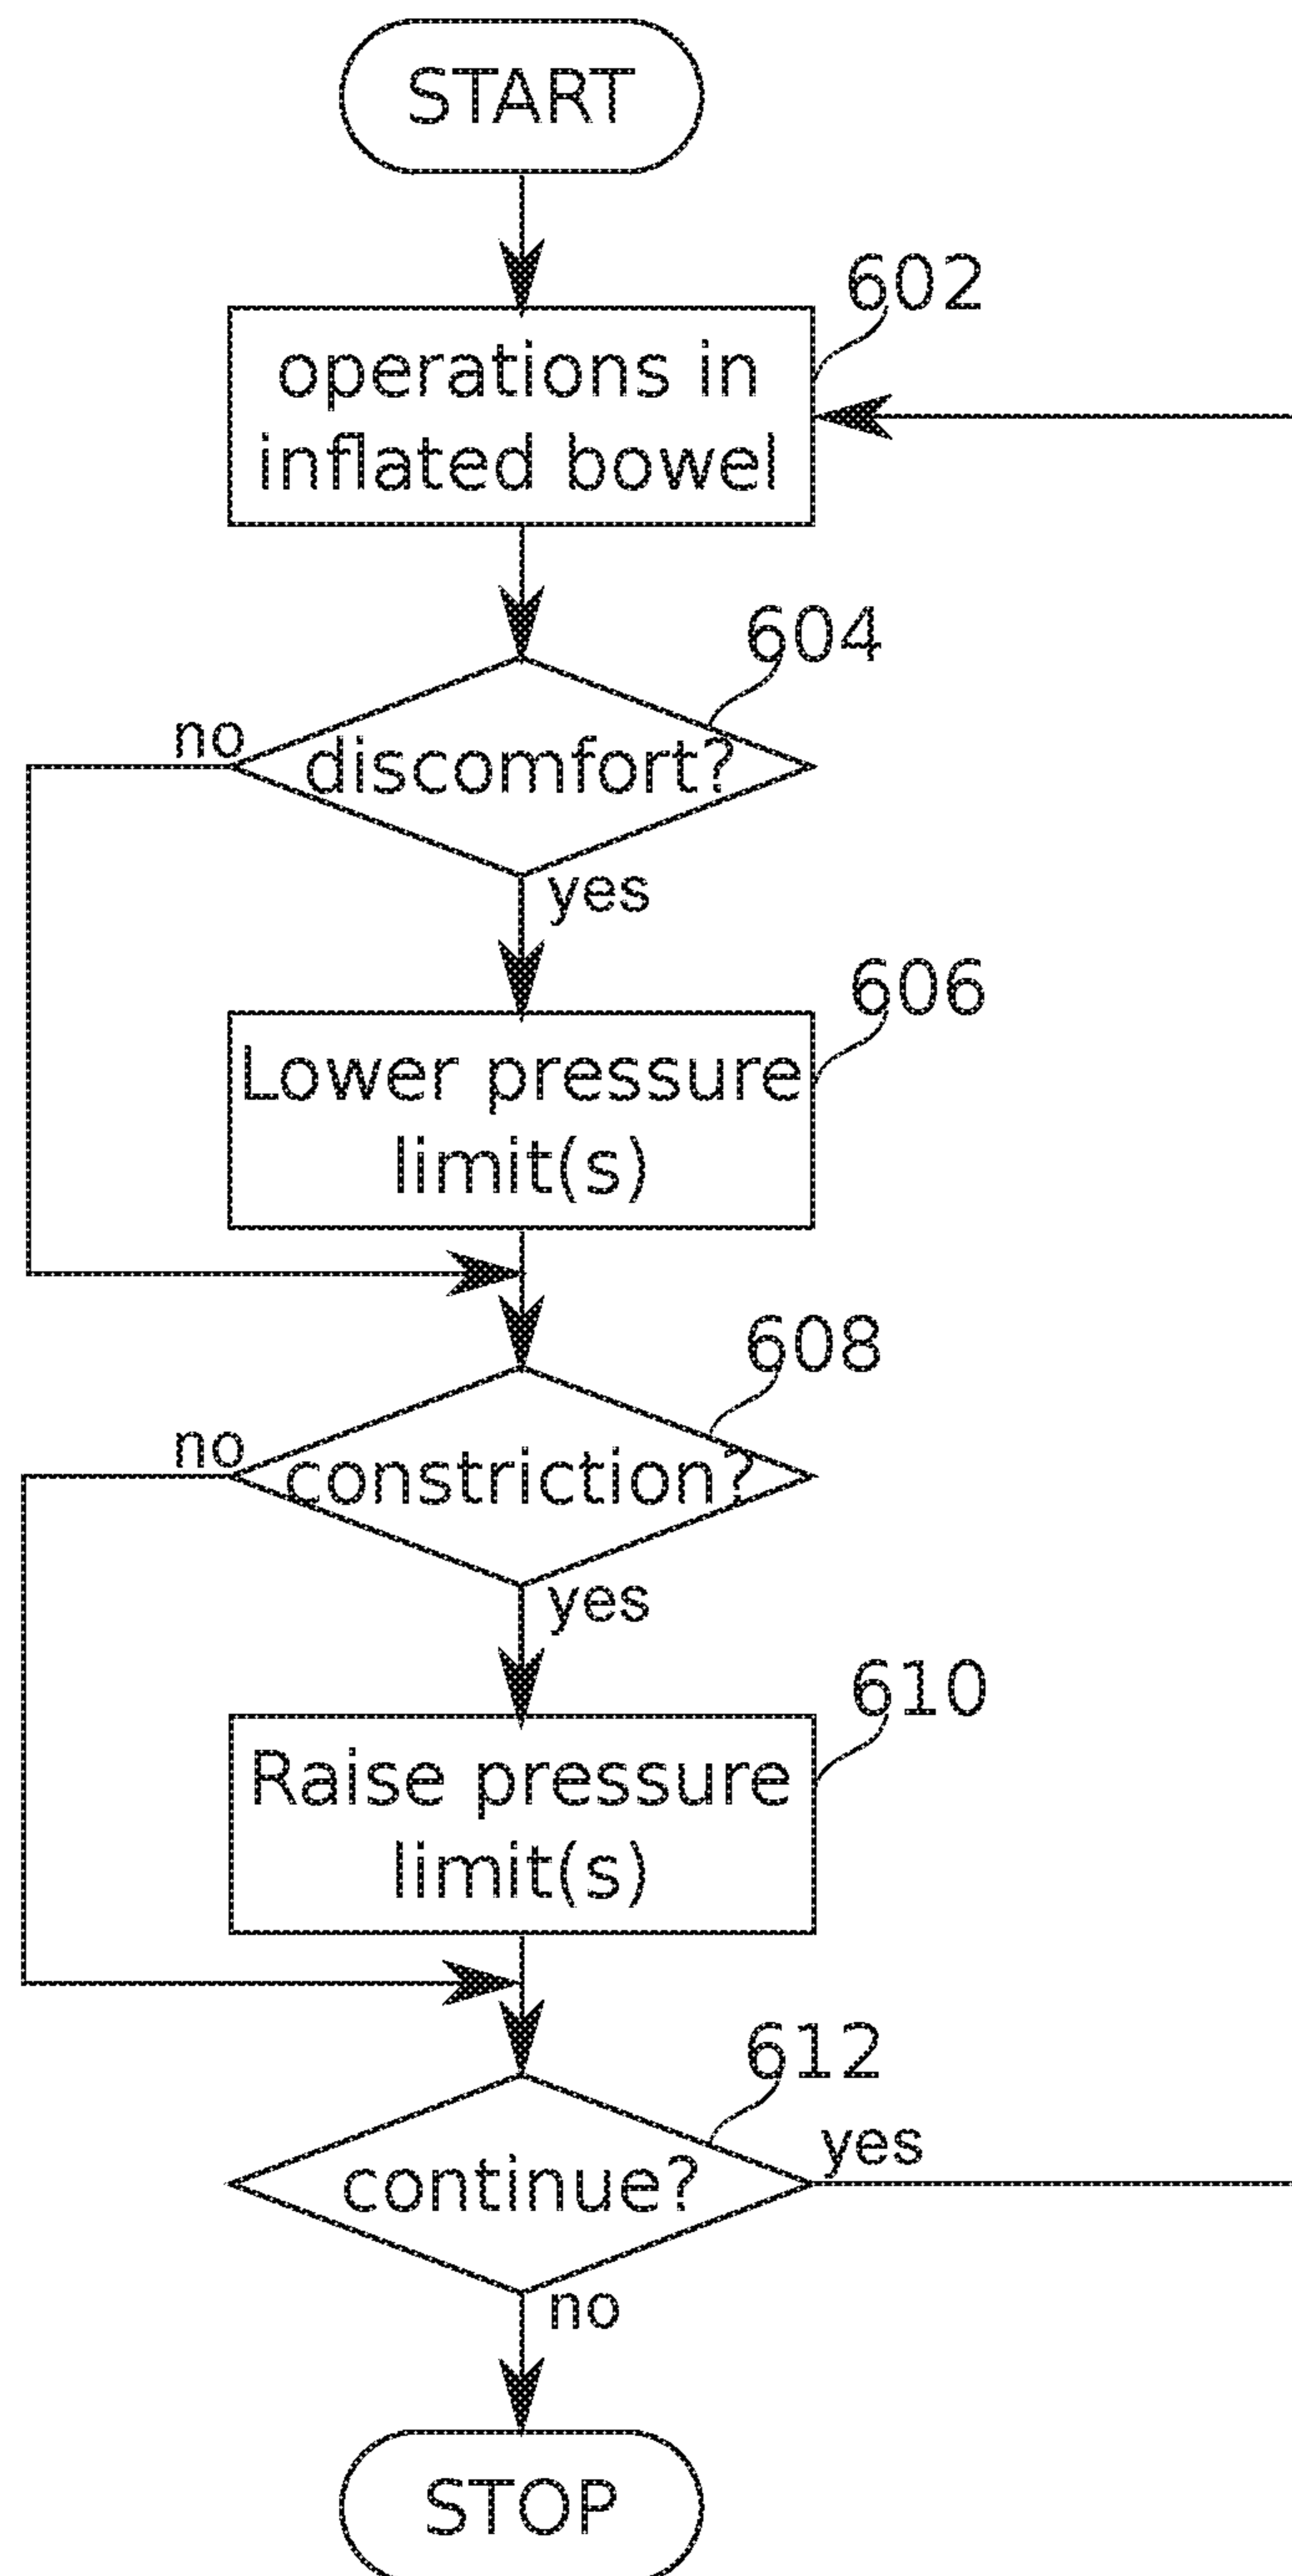 START
602
operations in
inflated bowel
604
no
discomfort?
yes
606
Lower pressure
limit(s)
608
no
constriction?
yes
610
Raise pressure
limit(s)
612
continue?
yes
no
STOP